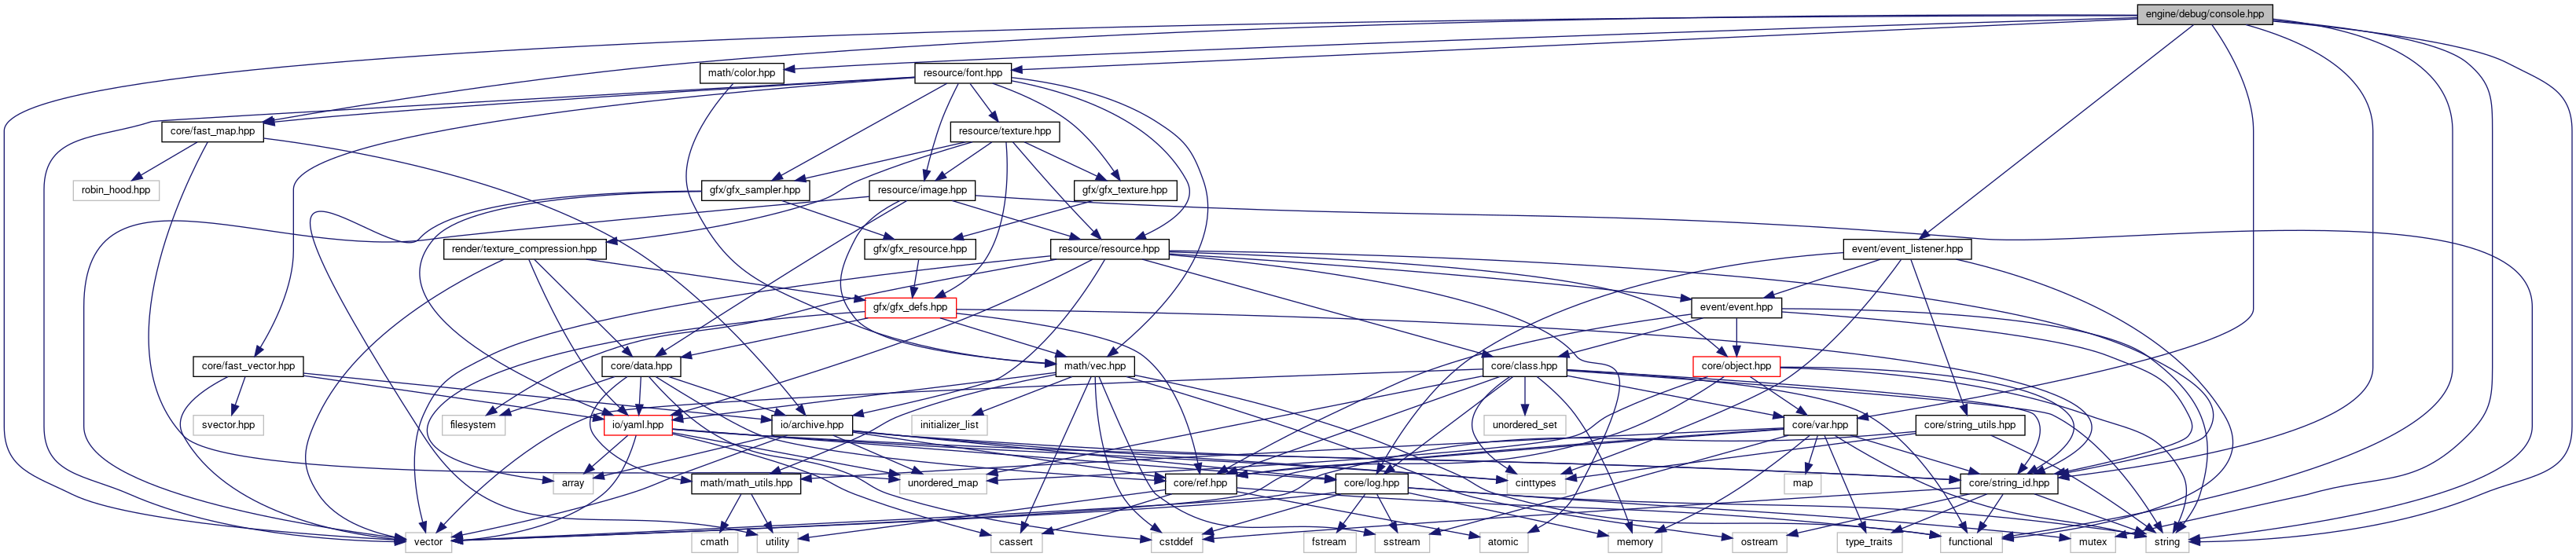 engine/debug/console.hpp
math/color.hpp
resource/font.hpp
core/fast_map.hpp
resource/texture.hpp
robin_hood.hpp
gfx/gfx_sampler.hpp
resource/image.hpp
gfx/gfx_texture.hpp
render/texture_compression.hpp
gfx/gfx_resource.hpp
resource/resource.hpp
event/event_listener.hpp
gfx/gfx_defs.hpp
event/event.hpp
core/fast_vector.hpp
core/data.hpp
math/vec.hpp
core/class.hpp
core/object.hpp
svector.hpp
filesystem
io/yaml.hpp
io/archive.hpp
initializer_list
unordered_set
core/var.hpp
core/string_utils.hpp
array
math/math_utils.hpp
unordered_map
core/ref.hpp
core/log.hpp
cinttypes
map
core/string_id.hpp
vector
cmath
utility
cassert
cstddef
fstream
sstream
atomic
memory
ostream
type_traits
functional
mutex
string